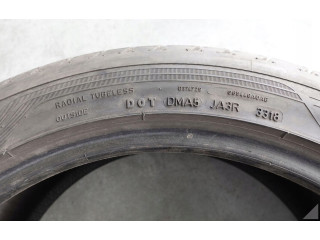 RADIAL TUBELESS
OUTSIDE
DOT DMA5 JA3R 3318